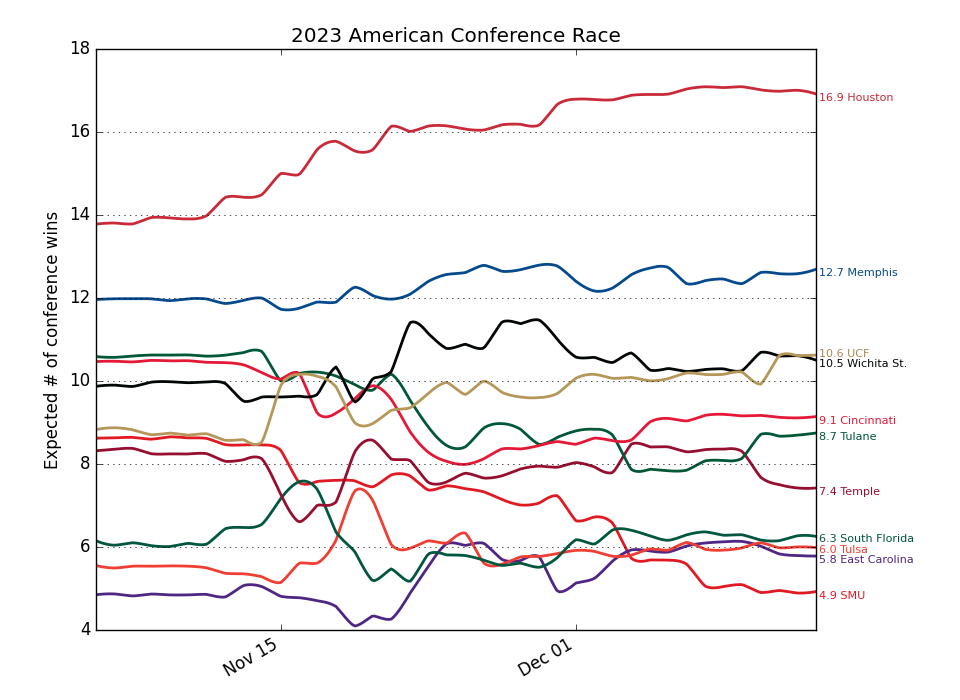 2023 American Conference Race
Expected # of conference wins
18
16
14
12
10
8
6
4
Nov 15
Dec 01
16.9 Houston
12.7 Memphis
10.6 UCF
10.5 Wichita St.
9.1 Cincinnati
8.7 Tulane
7.4 Temple
6.3 South Florida
6.0 Tulsa
5.8 East Carolina
4.9 SMU